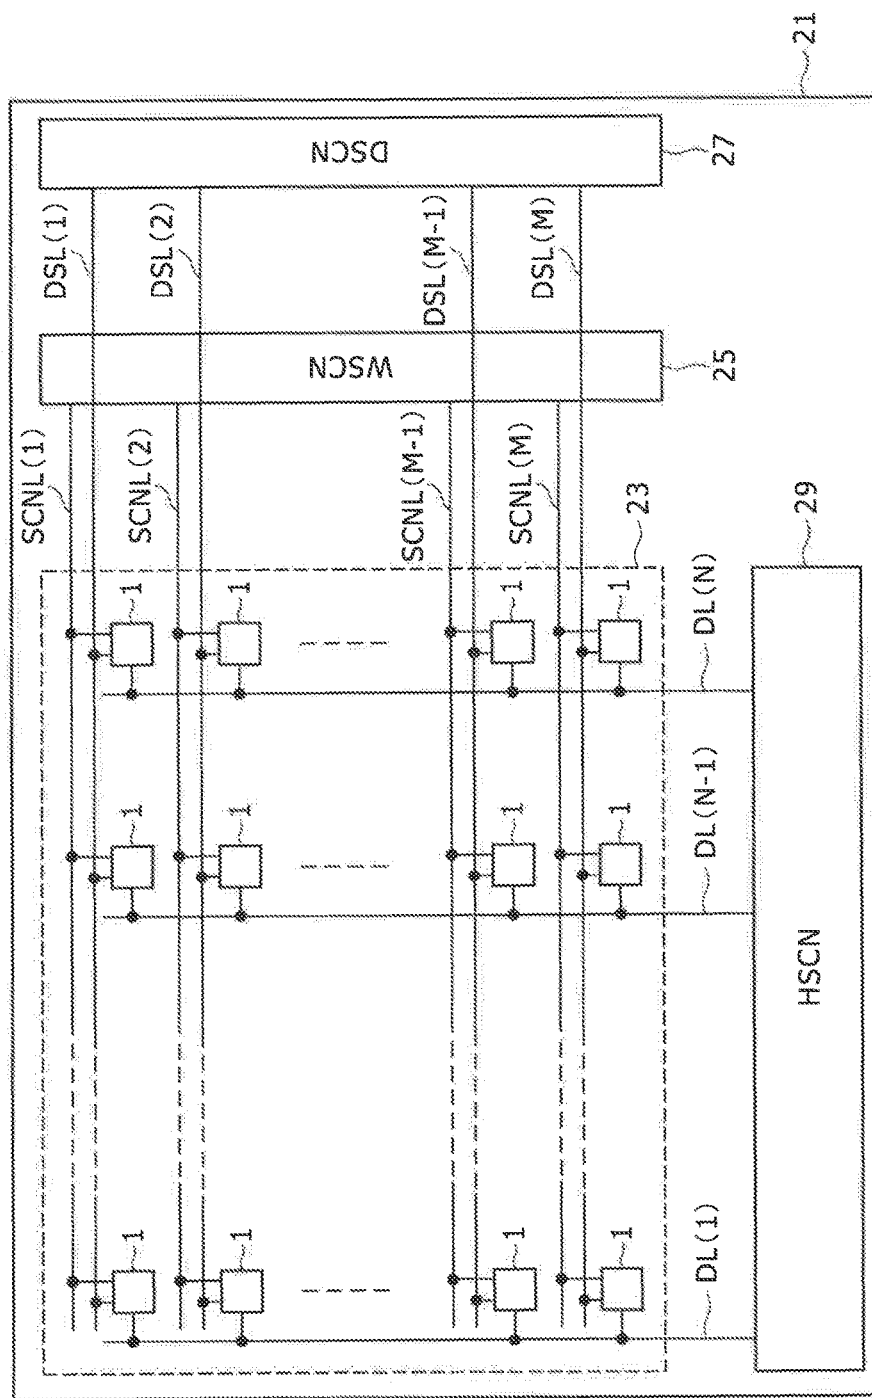 21
DSCN
27
DSL(1)
DSL(2)
DSL(M-1)
DSL(M)
WSCN
25
SCNL(1)
SCNL(2)
SCNL(M-1)
SCNL(M)
23
1
1
1
1
DL(N)
29
1
1
1
1
DL(N-1)
HSCN
1
1
1
1
DL(1)